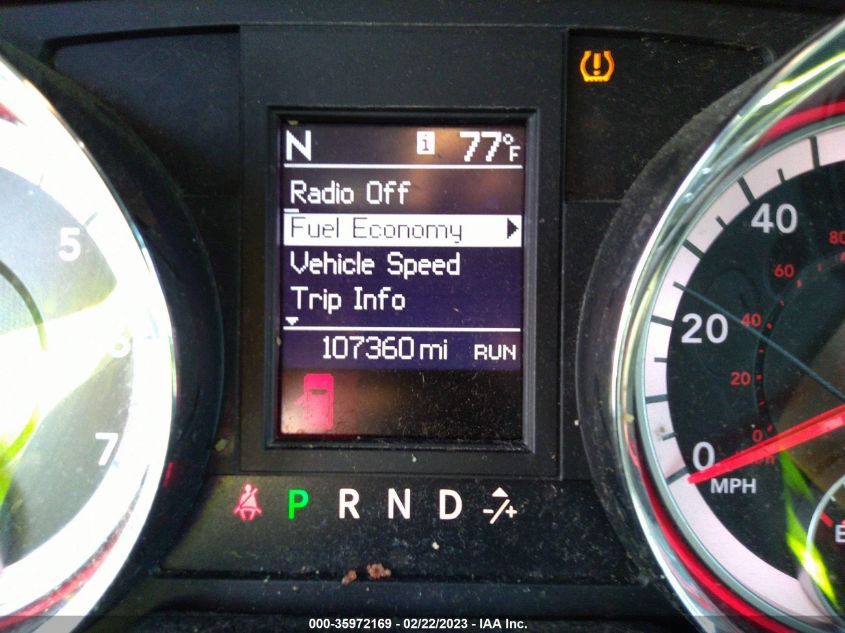 N i 77°F
Radio Off
Fuel Economy
Vehicle Speed
Trip Info
107360 mi RUN
P R N D -/+
5
7
40
20
0
MPH
80
60
40
20
0
E
000-35972169 - 02/22/2023 - IAA Inc.